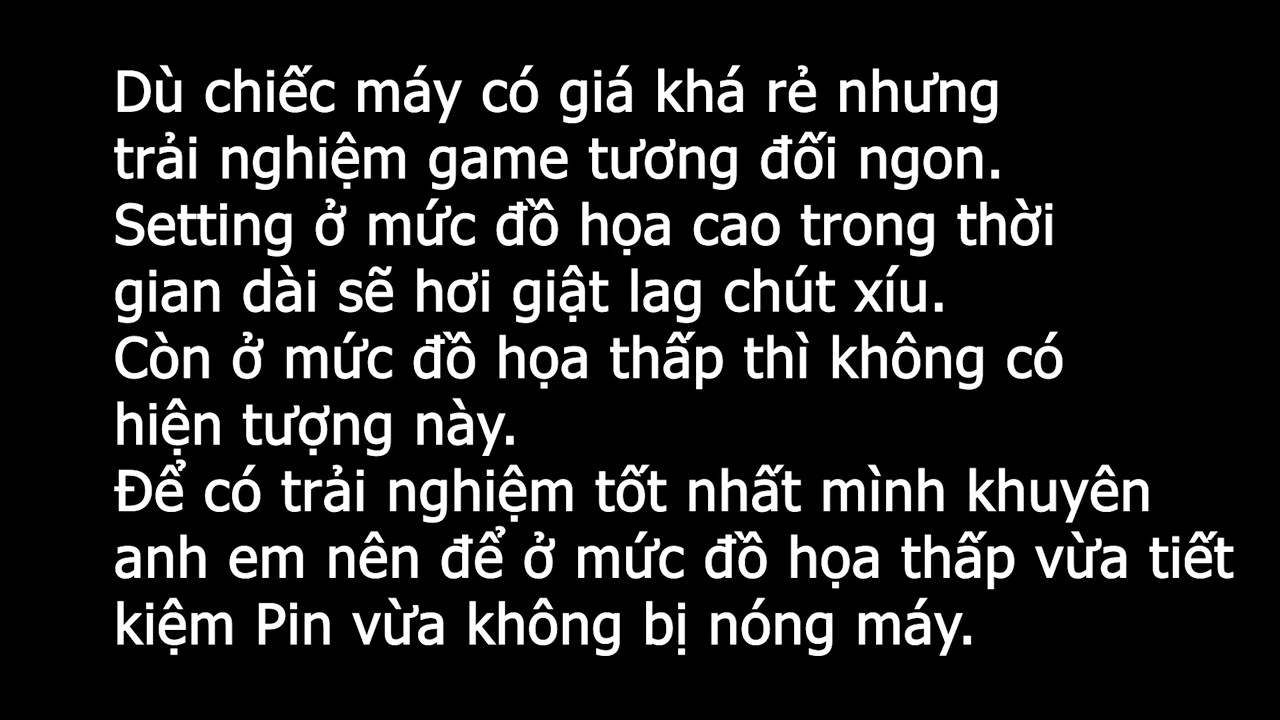 Dù chiếc máy có giá khá rẻ nhưng
trải nghiệm game tương đối ngon.
Setting ở mức đồ họa cao trong thời
gian dài sẽ hơi giật lag chút xíu.
Còn ở mức đồ họa thấp thì không có
hiện tượng này.
Để có trải nghiệm tốt nhất mình khuyên
anh em nên để ở mức đồ họa thấp vừa tiết
kiệm Pin vừa không bị nóng máy.